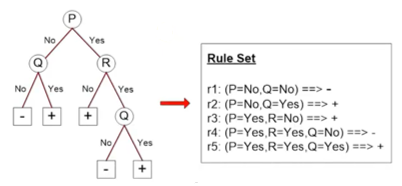 P
No Yes
Q R
No Yes No Yes
- + + Q
No Yes
- +
Rule Set
r1: (P=No,Q=No) ==> -
r2: (P=No,Q=Yes) ==> +
r3: (P=Yes,R=No) ==> +
r4: (P=Yes,R=Yes,Q=No) ==> -
r5: (P=Yes,R=Yes,Q=Yes) ==> +